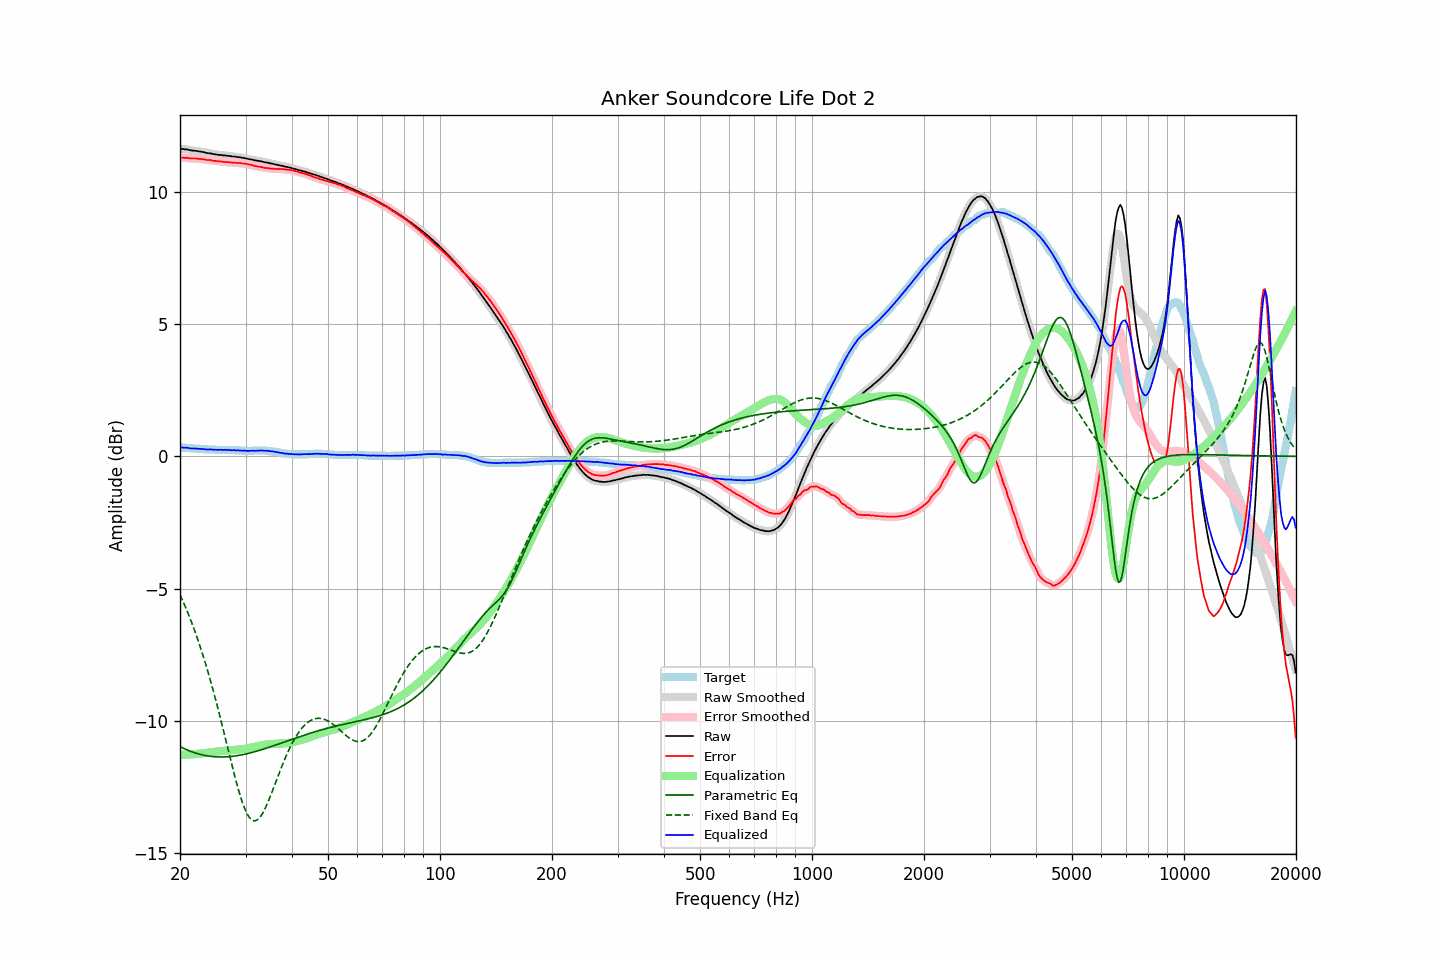 Anker Soundcore Life Dot 2
Amplitude (dBr)
10
5
0
−5
−10
−15
Target
Raw Smoothed
Error Smoothed
Raw
Error
Equalization
Parametric Eq
Fixed Band Eq
Equalized
20 50 100 200 500 1000 2000 5000 10000 20000
Frequency (Hz)